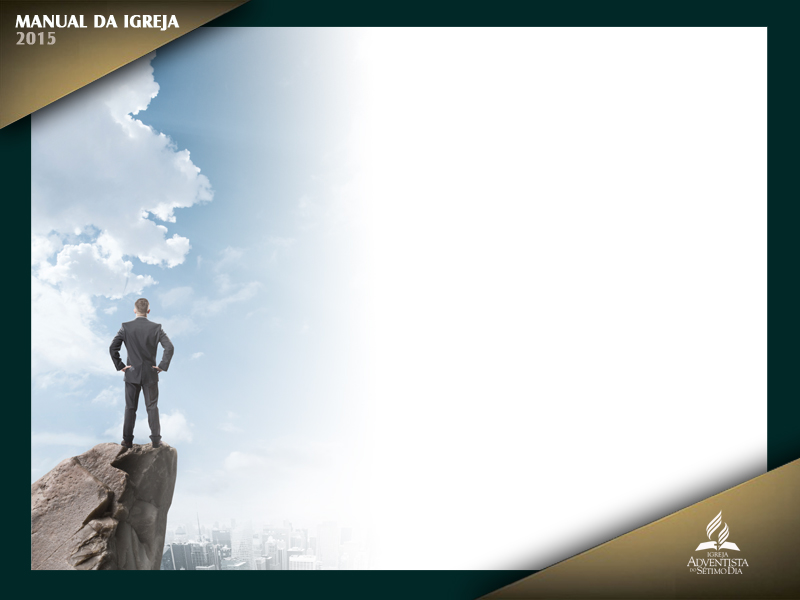 MANUAL DA IGREJA
2015
IGREJA
ADVENTISTA
DO SÉTIMO DIA